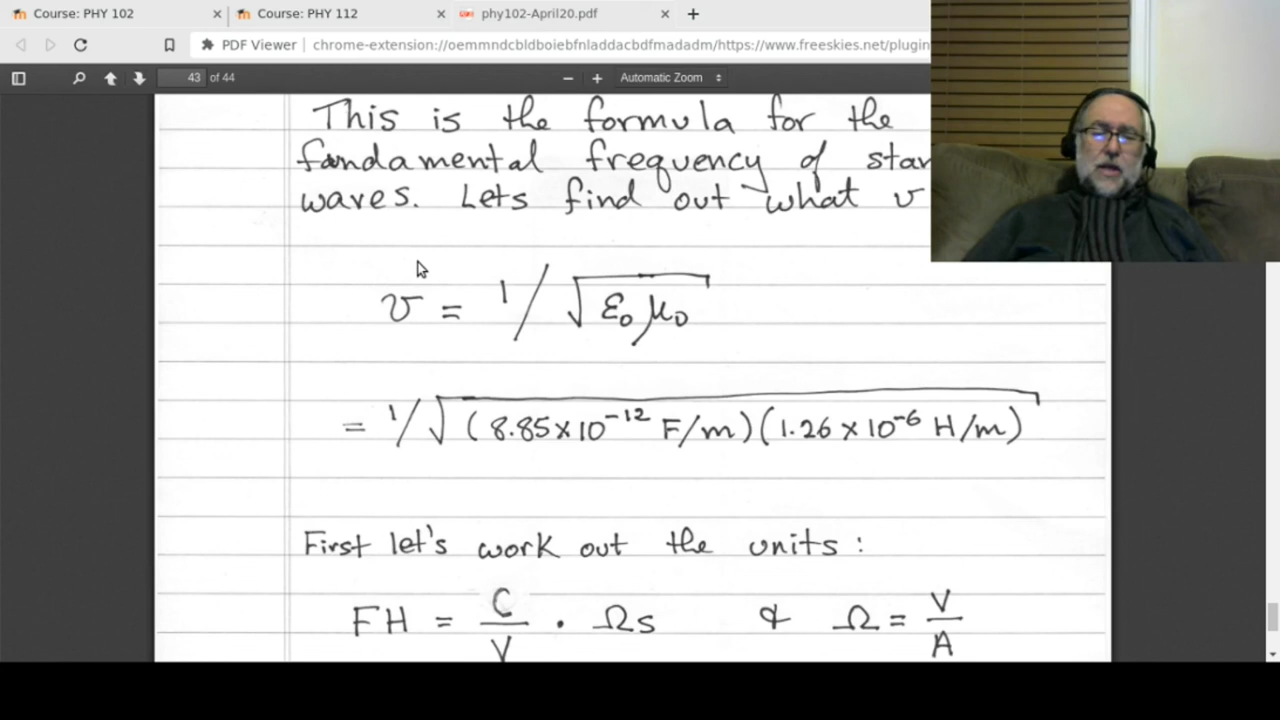 Course: PHY 102
Course: PHY 112
phy102-April20.pdf
PDF Viewer
chrome-extension://oemmndcbldboiebfnladdacbdfmadadm/https://www.freeskies.net/plugin
43 of 44
Automatic Zoom
This is the formula for the
fundamental frequency of stan
waves. Lets find out what v
v = 1/√ε₀μ₀
= 1/√(8.85×10⁻¹² F/m)(1.26×10⁻⁶ H/m)
First let's work out the units:
FH = C/V · Ωs & Ω = V/A